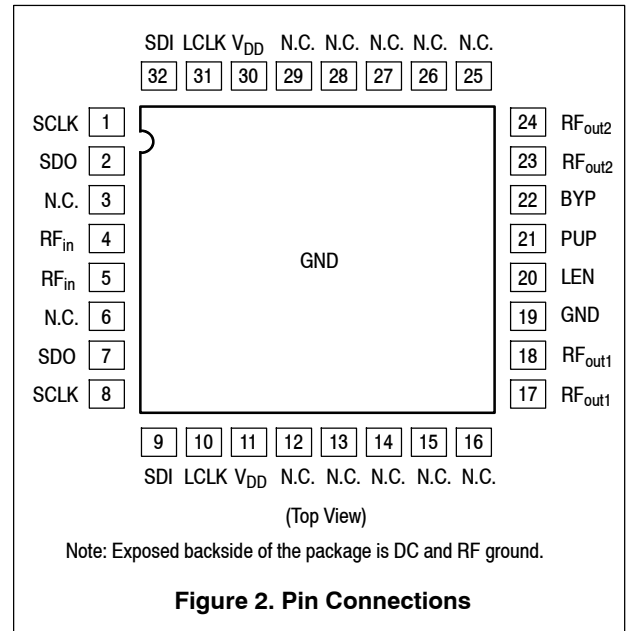 SDI LCLK VDD N.C. N.C. N.C. N.C. N.C.
32 31 30 29 28 27 26 25
SCLK 1 24 RFout2
SDO 2 23 RFout2
N.C. 3 22 BYP
RFin 4 21 PUP
GND
RFin 5 20 LEN
N.C. 6 19 GND
SDO 7 18 RFout1
SCLK 8 17 RFout1
9 10 11 12 13 14 15 16
SDI LCLK VDD N.C. N.C. N.C. N.C. N.C.
(Top View)
Note: Exposed backside of the package is DC and RF ground.
Figure 2. Pin Connections